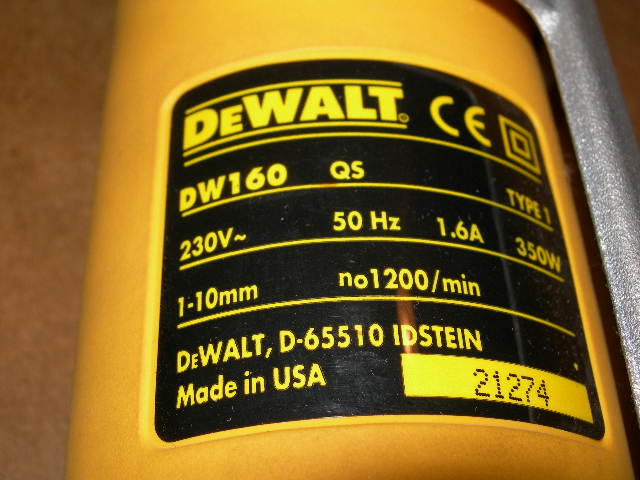 DEWALT
CE
DW160 QS TYPE 1
230V~ 50 Hz 1.6A 350W
1-10mm no1200/min
DEWALT, D-65510 IDSTEIN
Made in USA 21274